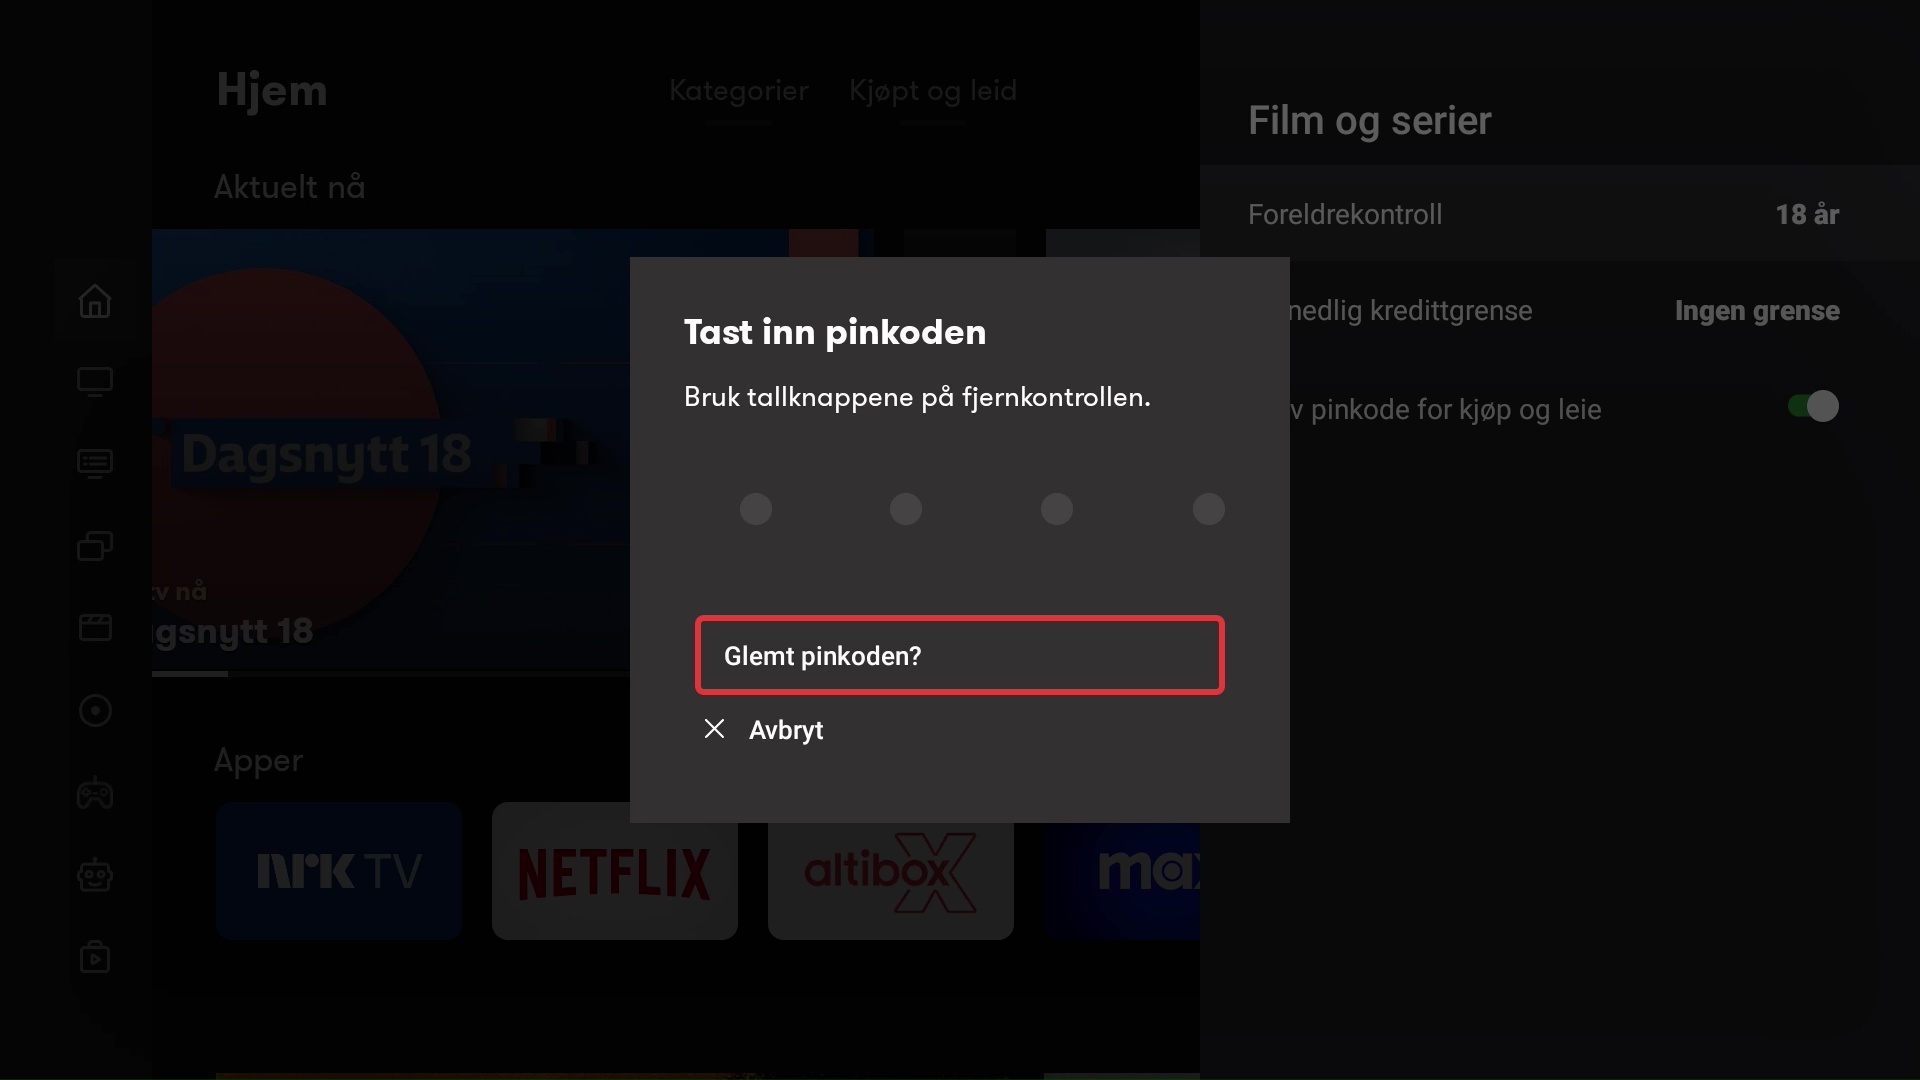 Hjem
Kategorier
Kjøpt og leid
Film og serier
Aktuelt nå
Foreldrekontroll
18 år
nedlig kredittgrense
Ingen grense
v pinkode for kjøp og leie
Tast inn pinkoden
Bruk tallknappene på fjernkontrollen.
Dagsnytt 18
tv nå
gsnytt 18
Glemt pinkoden?
Avbryt
Apper
NRK TV
NETFLIX
altibox
max